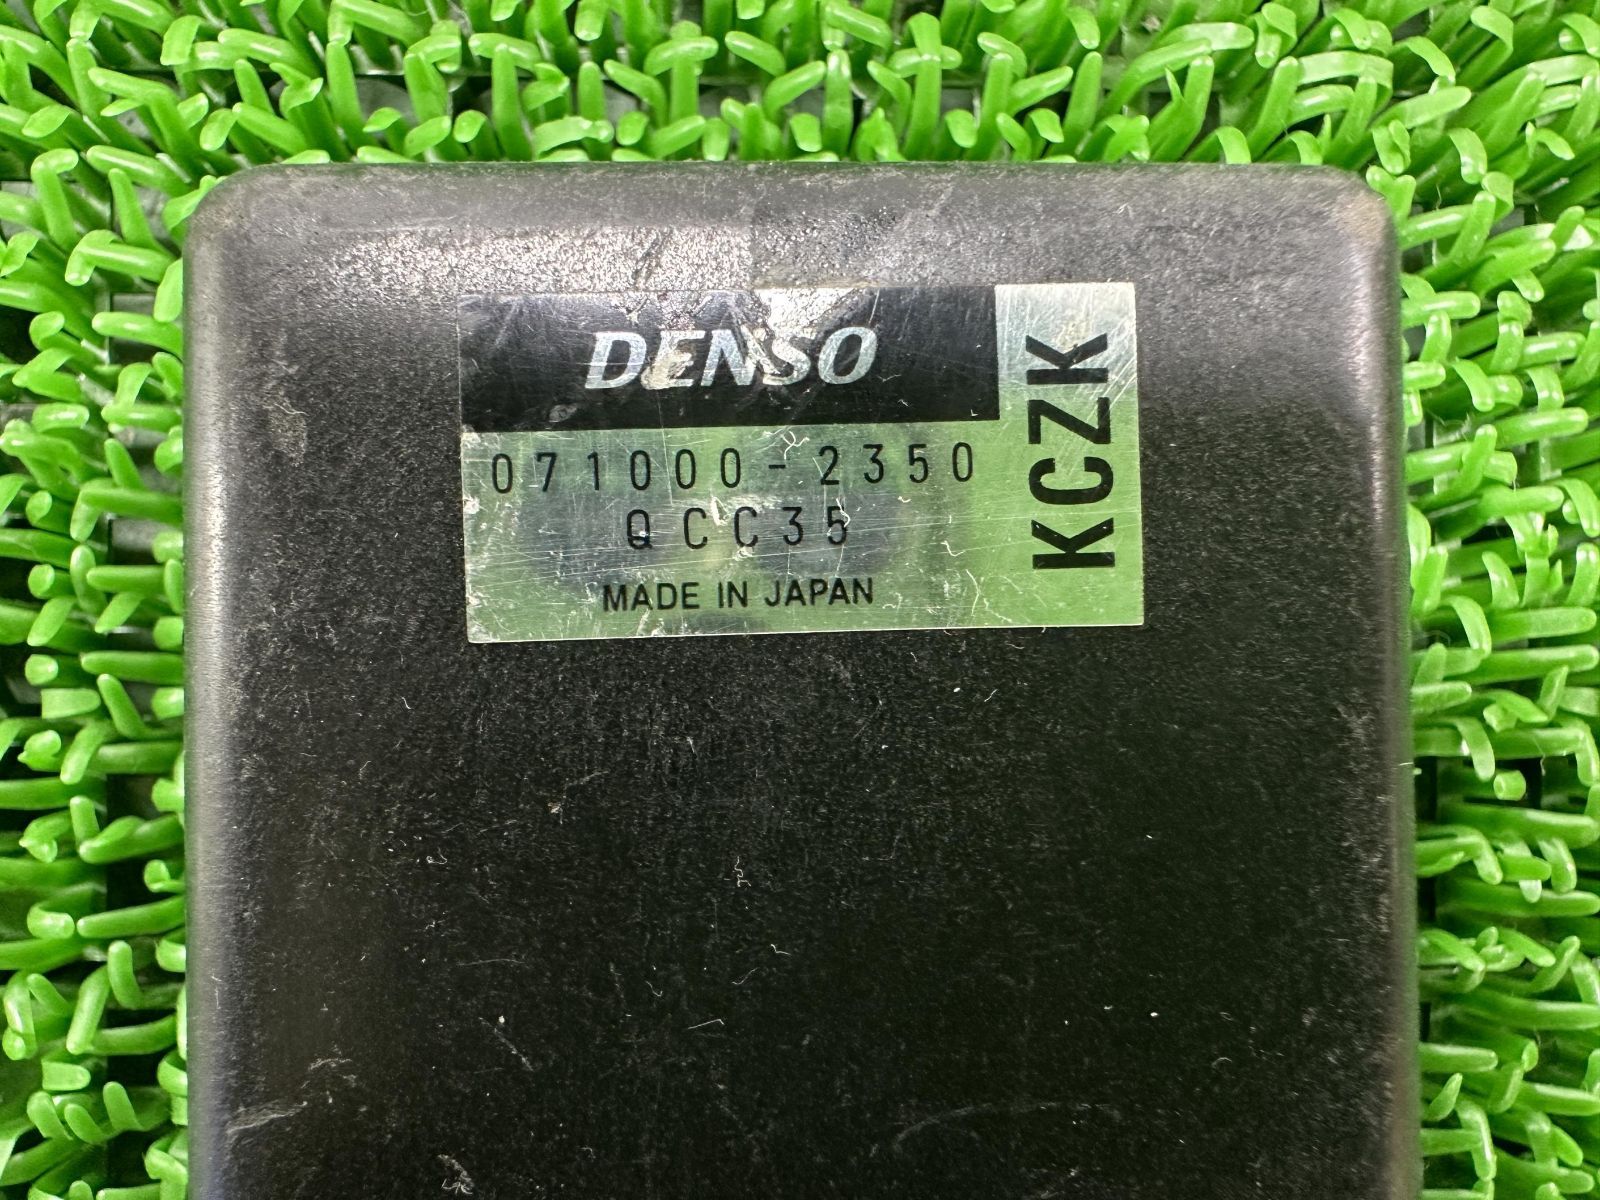 DENSO
071000-2350
QCC35
MADE IN JAPAN
KCZK